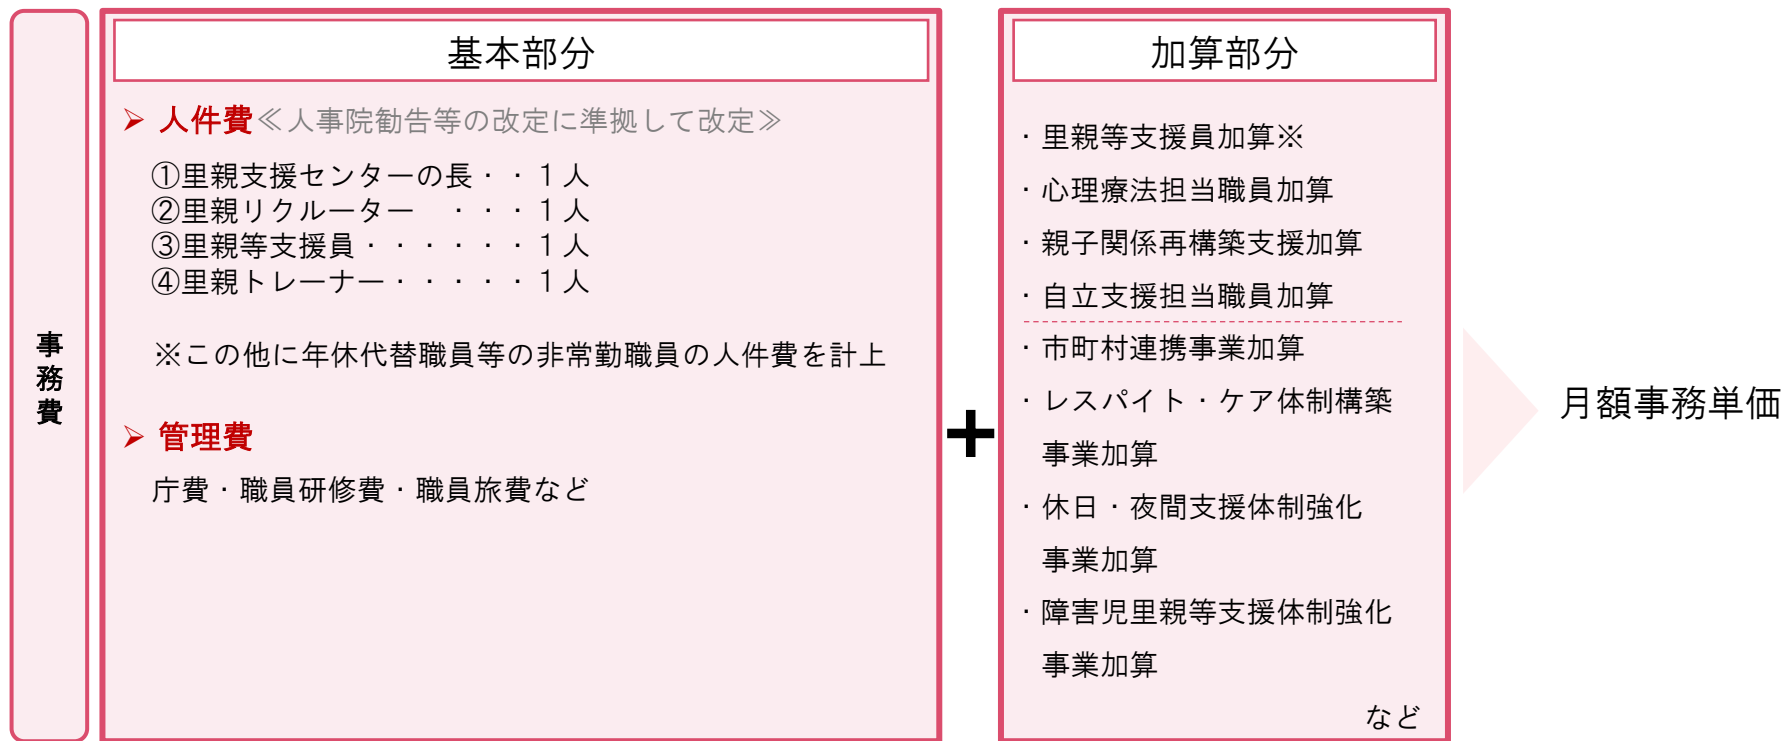 事務費
基本部分
➢ 人件費≪人事院勧告等の改定に準拠して改定≫
①里親支援センターの長・・１人
②里親リクルーター　・・・１人
③里親等支援員・・・・・・１人
④里親トレーナー・・・・・１人
※この他に年休代替職員等の非常勤職員の人件費を計上
➢ 管理費
庁費・職員研修費・職員旅費など
+
加算部分
・里親等支援員加算※
・心理療法担当職員加算
・親子関係再構築支援加算
・自立支援担当職員加算
・市町村連携事業加算
・レスパイト・ケア体制構築
事業加算
・休日・夜間支援体制強化
事業加算
・障害児里親等支援体制強化
事業加算
など
月額事務単価